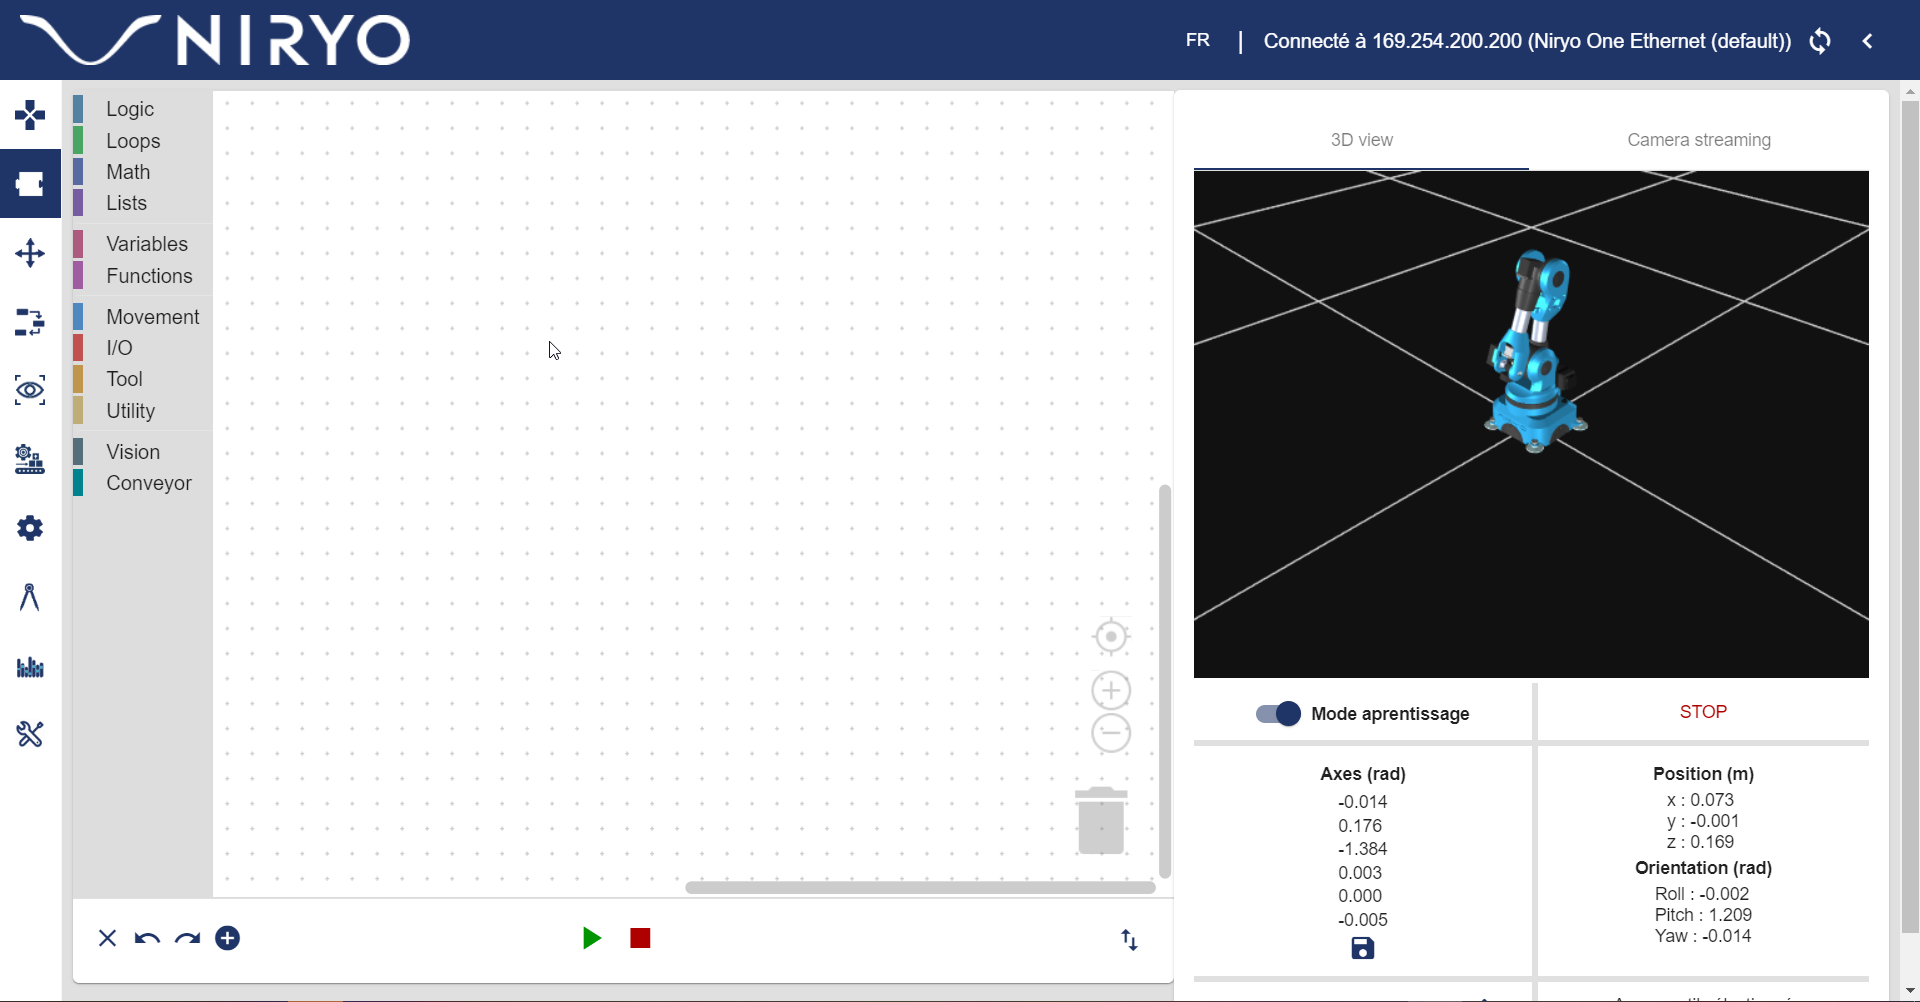 NIRYO
FR | Connecté à 169.254.200.200 (Niryo One Ethernet (default))
Logic
Loops
Math
Lists
Variables
Functions
Movement
I/O
Tool
Utility
Vision
Conveyor
3D view
Camera streaming
Mode aprentissage
STOP
Axes (rad)
-0.014
0.176
-1.384
0.003
0.000
-0.005
Position (m)
x : 0.073
y : -0.001
z : 0.169
Orientation (rad)
Roll : -0.002
Pitch : 1.209
Yaw : -0.014